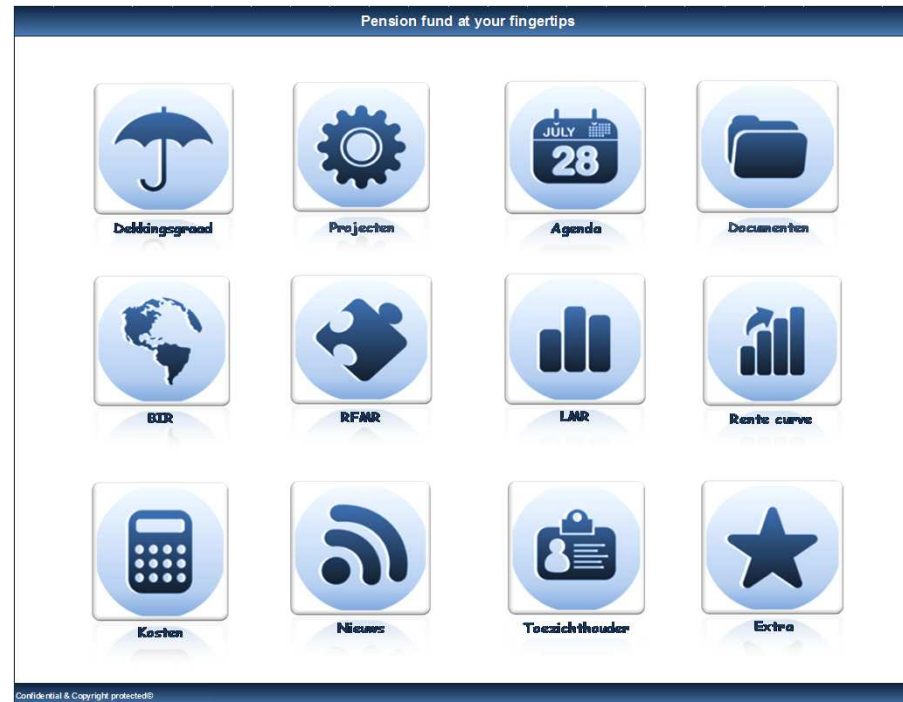 Pension fund at your fingertips
JULY
28
Dekkingsgraad
Projecten
Agenda
Documenten
BIR
RFMR
LMR
Rente curve
Kosten
Nieuws
Toezichthouder
Extra
Confidential & Copyright protected©